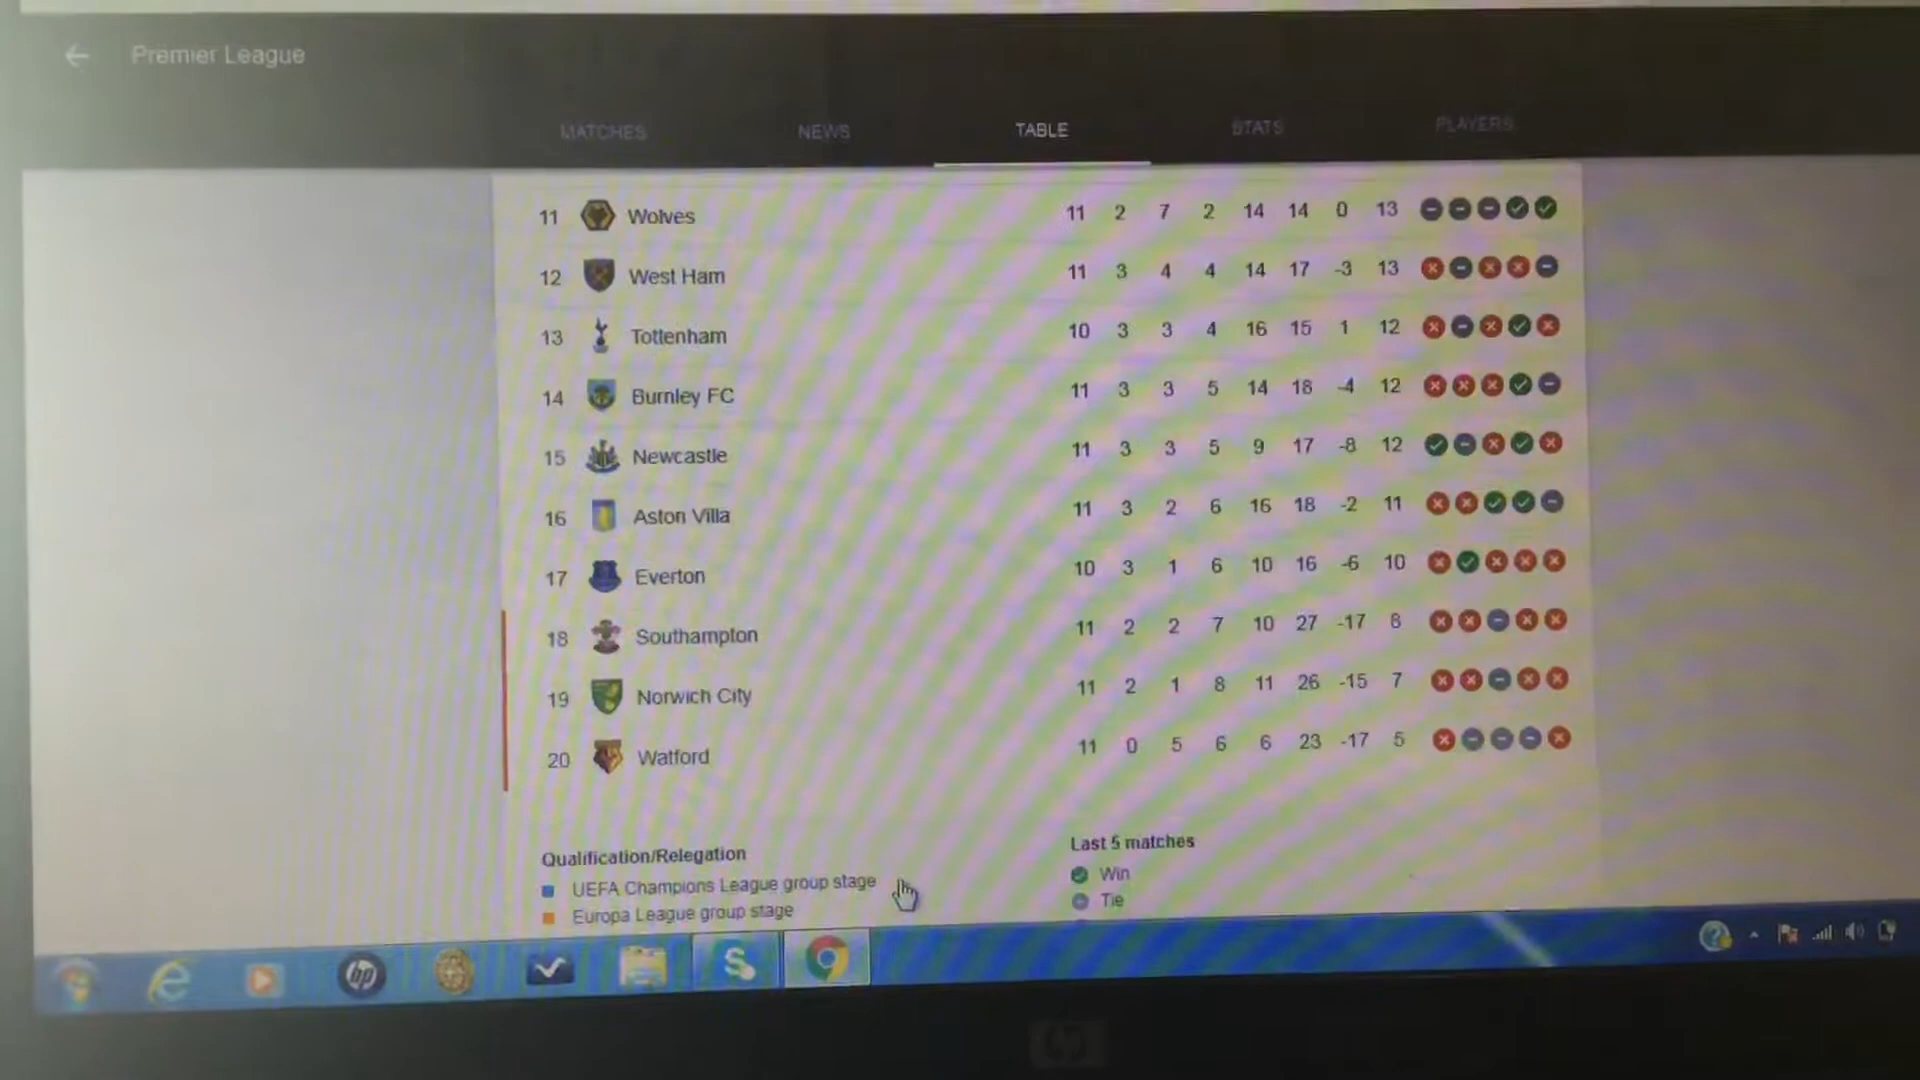 Premier League
MATCHES NEWS TABLE STATS PLAYERS
11 Wolves 11 2 7 2 14 14 0 13
12 West Ham 11 3 4 4 14 17 -3 13
13 Tottenham 10 3 3 4 16 15 1 12
14 Burnley FC 11 3 3 5 14 18 -4 12
15 Newcastle 11 3 3 5 9 17 -8 12
16 Aston Villa 11 3 2 6 16 18 -2 11
17 Everton 10 3 1 6 10 16 -6 10
18 Southampton 11 2 2 7 10 27 -17 8
19 Norwich City 11 2 1 8 11 26 -15 7
20 Watford 11 0 5 6 6 23 -17 5
Qualification/Relegation
UEFA Champions League group stage
Europa League group stage
Last 5 matches
Win
Tie
hp
hp